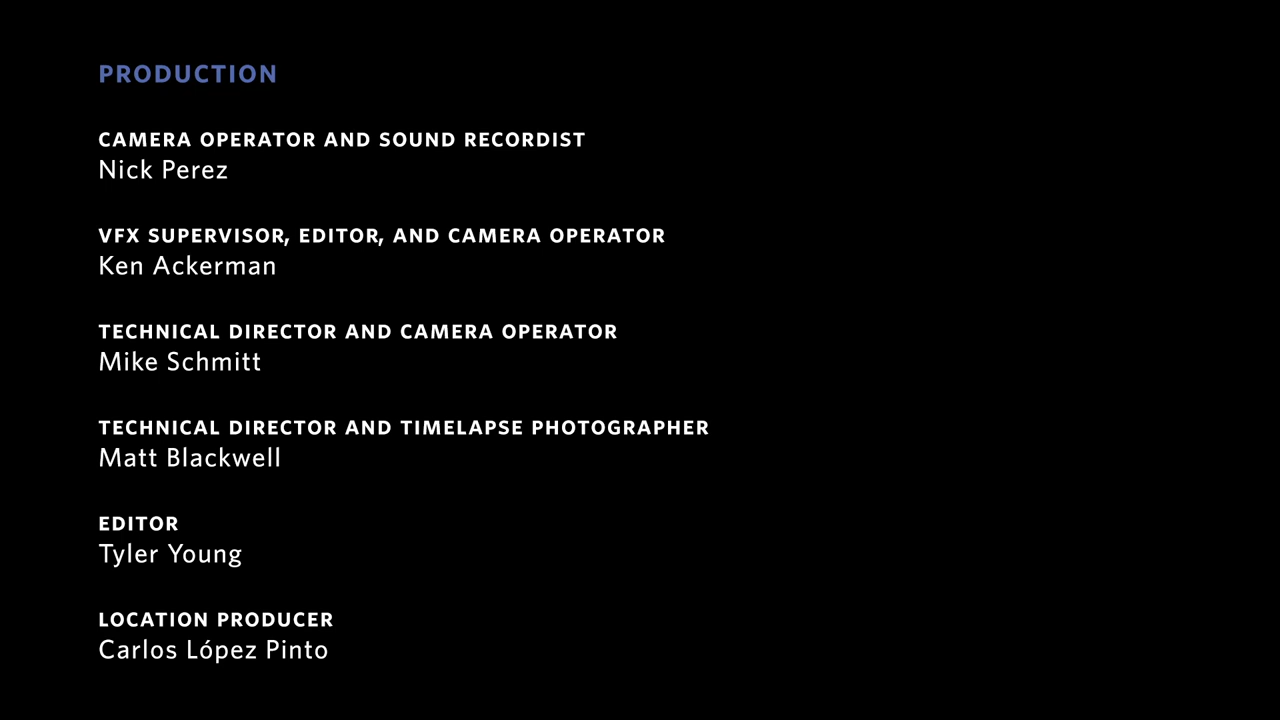 PRODUCTION
CAMERA OPERATOR AND SOUND RECORDIST
Nick Perez
VFX SUPERVISOR, EDITOR, AND CAMERA OPERATOR
Ken Ackerman
TECHNICAL DIRECTOR AND CAMERA OPERATOR
Mike Schmitt
TECHNICAL DIRECTOR AND TIMELAPSE PHOTOGRAPHER
Matt Blackwell
EDITOR
Tyler Young
LOCATION PRODUCER
Carlos López Pinto